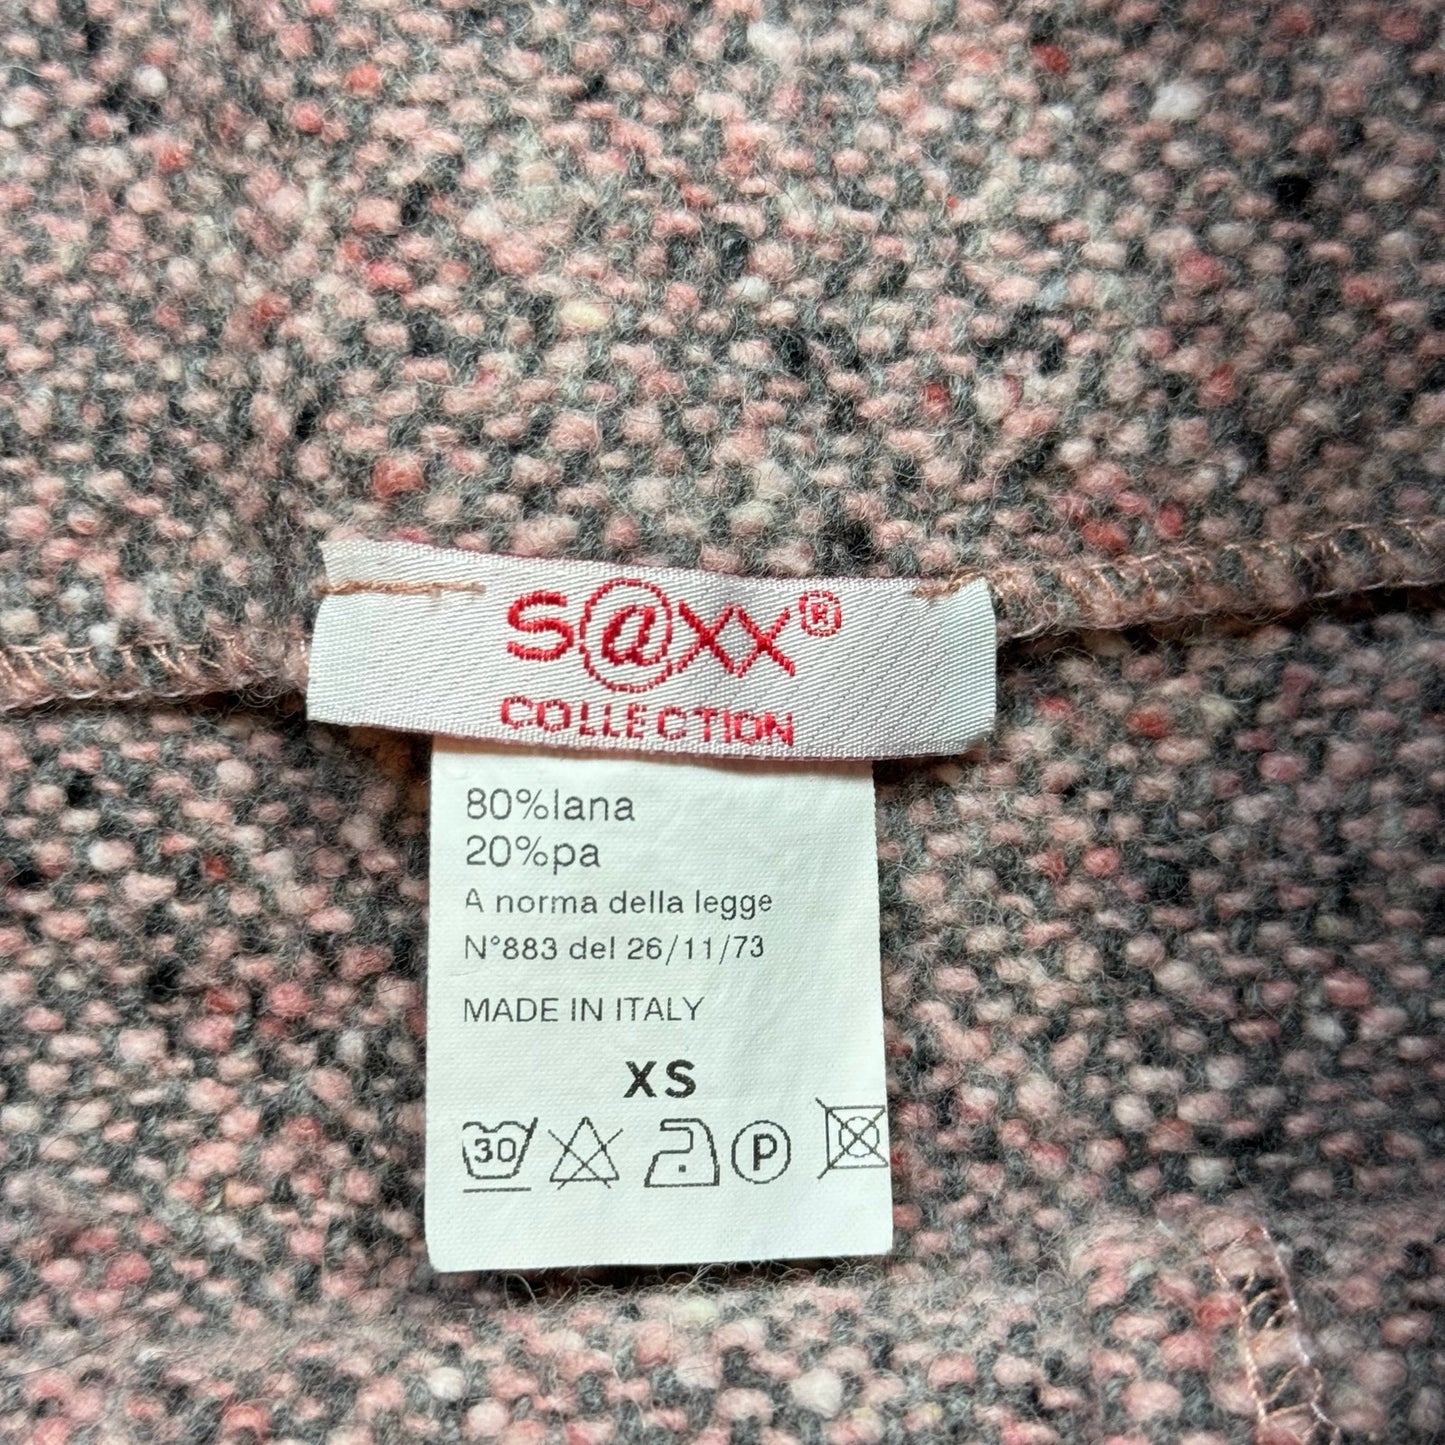 S@XX®
COLLECTION
80%lana
20%pa
A norma della legge
N°883 del 26/11/73
MADE IN ITALY
XS
30 P